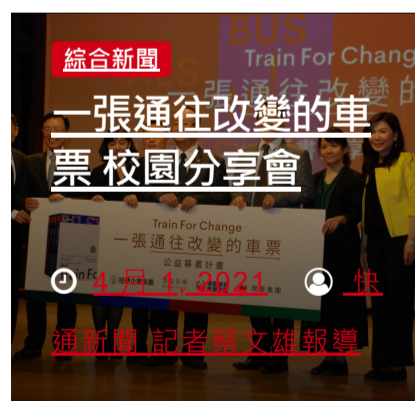 BUS
Train For Chang
一張通往改變的
綜合新聞
一張通往改變的車
票 校園分享會
Train For Change
一張通往改變的車票
公益募書計畫
4 月 1, 2021 快
通新聞 記者蔡文雄報導